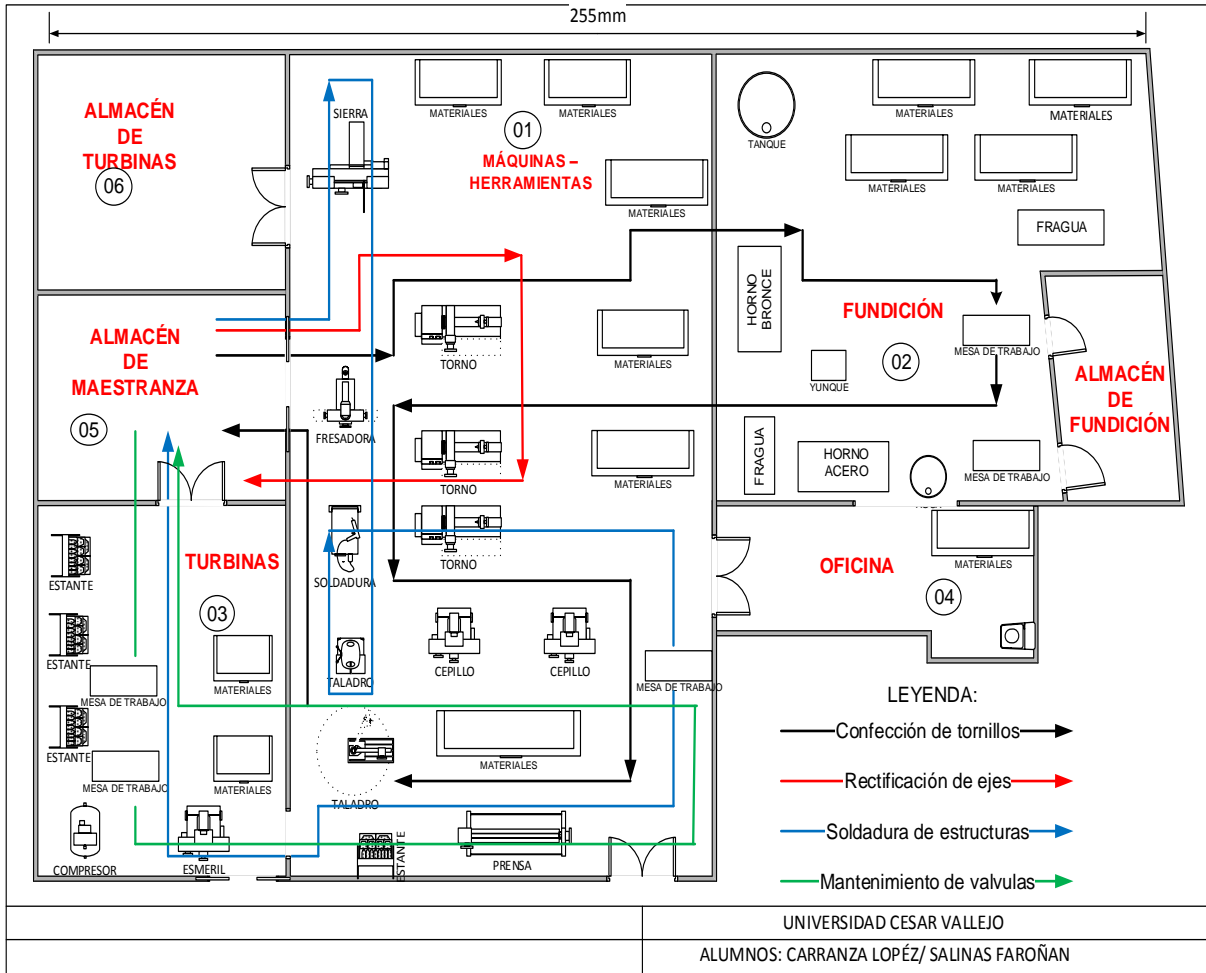 255mm
ALMACÉN
DE
TURBINAS
06
SIERRA
MATERIALES
MATERIALES
01
MÁQUINAS –
HERRAMIENTAS
MATERIALES
TANQUE
MATERIALES
MATERIALES
MATERIALES
MATERIALES
FRAGUA
HORNO
BRONCE
FUNDICIÓN
MESA DE TRABAJO
YUNQUE
02
ALMACÉN
DE
FUNDICIÓN
FRAGUA
HORNO
ACERO
MESA DE TRABAJO
ALMACÉN
DE
MAESTRANZA
05
TORNO
MATERIALES
FRESADORA
TORNO
MATERIALES
TORNO
SOLDADURA
TURBINAS
ESTANTE
03
ESTANTE
MATERIALES
MESA DE TRABAJO
ESTANTE
MESA DE TRABAJO
MATERIALES
COMPRESOR
ESMERIL
TALADRO
CEPILLO
CEPILLO
MESA DE TRABAJO
MATERIALES
TALADRO
ESTANTE
PRENSA
OFICINA
MATERIALES
04
LEYENDA:
Confección de tornillos
Rectificación de ejes
Soldadura de estructuras
Mantenimiento de valvulas
UNIVERSIDAD CESAR VALLEJO
ALUMNOS: CARRANZA LOPÉZ/ SALINAS FAROÑAN